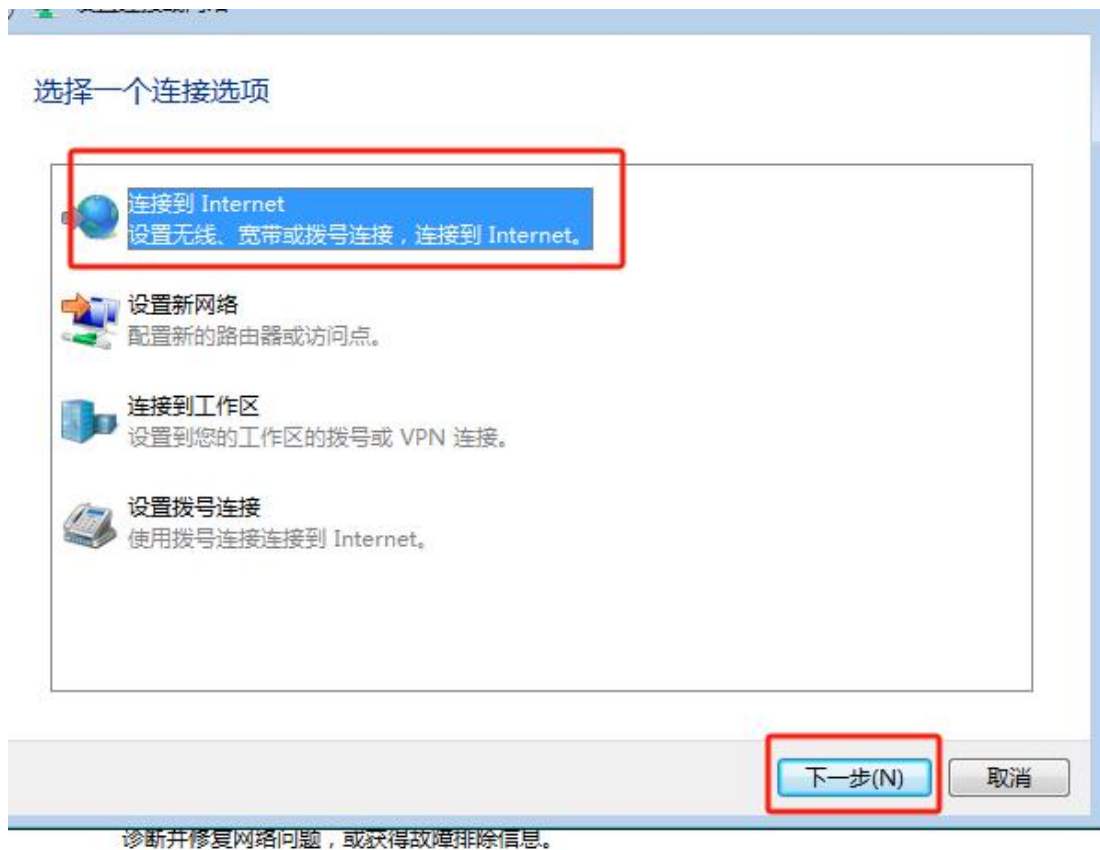 选择一个连接选项
连接到 Internet
设置无线、宽带或拨号连接，连接到 Internet。
设置新网络
配置新的路由器或访问点。
连接到工作区
设置到您的工作区的拨号或 VPN 连接。
设置拨号连接
使用拨号连接连接到 Internet。
下一步(N)
取消
诊断并修复网络问题，或获得故障排除信息。